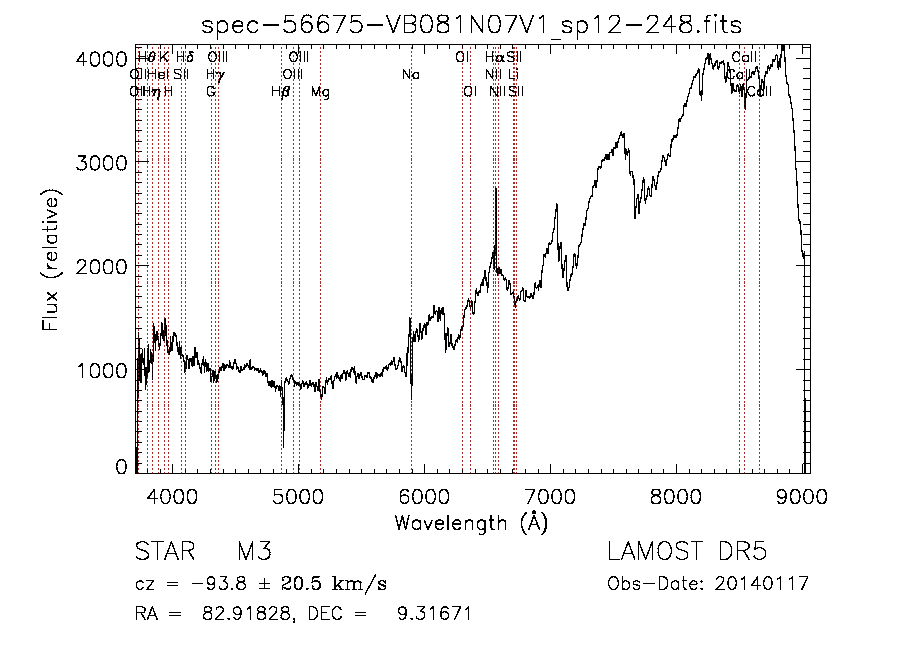 spec-56675-VB081N07V1_sp12-248.fits
Hθ K Hδ OIII OIII OI Hα SII CaII
OII HeI SII Hγ OIII Na NII Li CaII
OII Hη H G Hβ Mg OI NII SII CaII
4000
3000
2000
1000
0
Flux (relative)
4000 5000 6000 7000 8000 9000
Wavelength (Å)
STAR M3 LAMOST DR5
cz = −93.8 ± 20.5 km/s Obs−Date: 20140117
RA = 82.91828, DEC = 9.31671